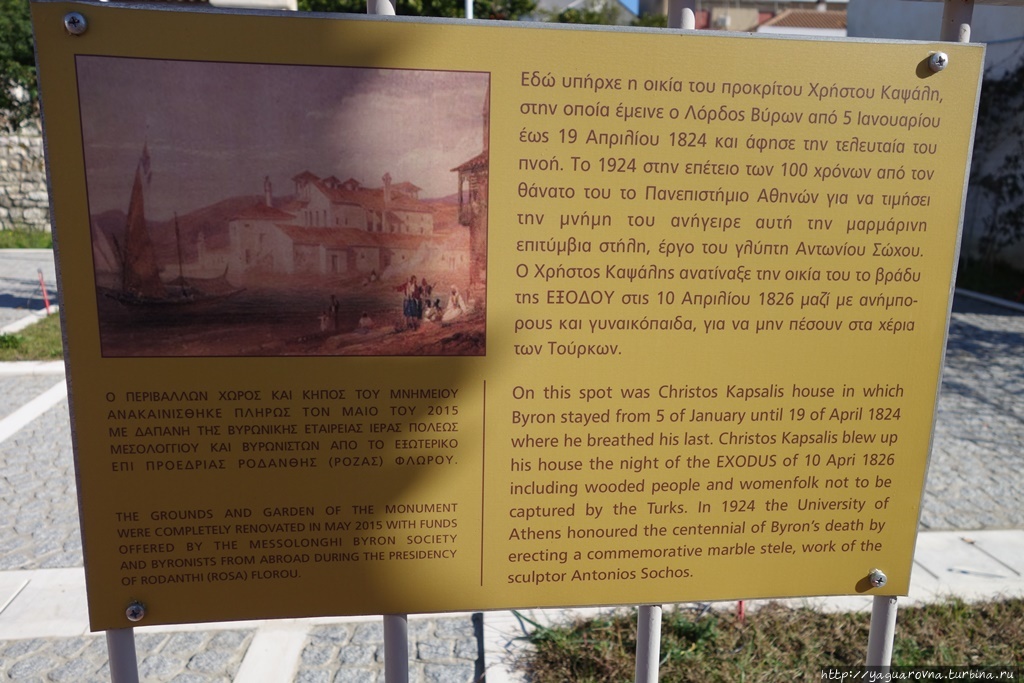 Εδώ υπήρχε η οικία του προκρίτου Χρήστου Καψάλη,
στην οποία έμεινε ο Λόρδος Βύρων από 5 Ιανουαρίου
έως 19 Απριλίου 1824 και άφησε την τελευταία του
πνοή. Το 1924 στην επέτειο των 100 χρόνων από τον
θάνατο του το Πανεπιστήμιο Αθηνών για να τιμήσει
την μνήμη του ανήγειρε αυτή την μαρμάρινη
επιτύμβια στήλη, έργο του γλύπτη Αντωνίου Σώχου.
Ο Χρήστος Καψάλης ανατίναξε την οικία του το βράδυ
της ΕΞΟΔΟΥ στις 10 Απριλίου 1826 μαζί με ανήμπο-
ρους και γυναικόπαιδα, για να μην πέσουν στα χέρια
των Τούρκων.
On this spot was Christos Kapsalis house in which
Byron stayed from 5 of January until 19 of April 1824
where he breathed his last. Christos Kapsalis blew up
his house the night of the EXODUS of 10 Apri 1826
including wooded people and womenfolk not to be
captured by the Turks. In 1924 the University of
Athens honoured the centennial of Byron's death by
erecting a commemorative marble stele, work of the
sculptor Antonios Sochos.
Ο ΠΕΡΙΒΑΛΛΩΝ ΧΩΡΟΣ ΚΑΙ ΚΗΠΟΣ ΤΟΥ ΜΝΗΜΕΙΟΥ
ΑΝΑΚΑΙΝΙΣΘΗΚΕ ΠΛΗΡΩΣ ΤΟΝ ΜΑΙΟ ΤΟΥ 2015
ΜΕ ΔΑΠΑΝΗ ΤΗΣ ΒΥΡΩΝΙΚΗΣ ΕΤΑΙΡΕΙΑΣ ΙΕΡΑΣ ΠΟΛΕΩΣ
ΜΕΣΟΛΟΓΓΙΟΥ ΚΑΙ ΒΥΡΩΝΙΣΤΩΝ ΑΠΟ ΤΟ ΕΞΩΤΕΡΙΚΟ
ΕΠΙ ΠΡΟΕΔΡΙΑΣ ΡΟΔΑΝΘΗΣ (ΡΟΖΑΣ) ΦΛΩΡΟΥ.
THE GROUNDS AND GARDEN OF THE MONUMENT
WERE COMPLETELY RENOVATED IN MAY 2015 WITH FUNDS
OFFERED BY THE MESSOLONGHI BYRON SOCIETY
AND BYRONISTS FROM ABROAD DURING THE PRESIDENCY
OF RODANTHI (ROSA) FLOROU.
http://yaguarovna.turbina.ru